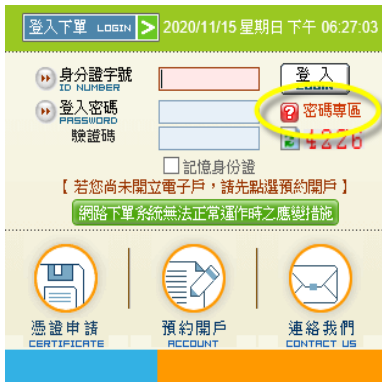 登入下單 LOGIN > 2020/11/15 星期日 下午 06:27:03
身分證字號 登入
ID NUMBER LOGIN
登入密碼 ? 密碼專區
PASSWORD
驗證碼 4226
記憶身份證
【 若您尚未開立電子戶，請先點選預約開戶 】
網路下單系統無法正常運作時之應變措施
憑證申請 預約開戶 連絡我們
CERTIFICATE ACCOUNT CONTACT US